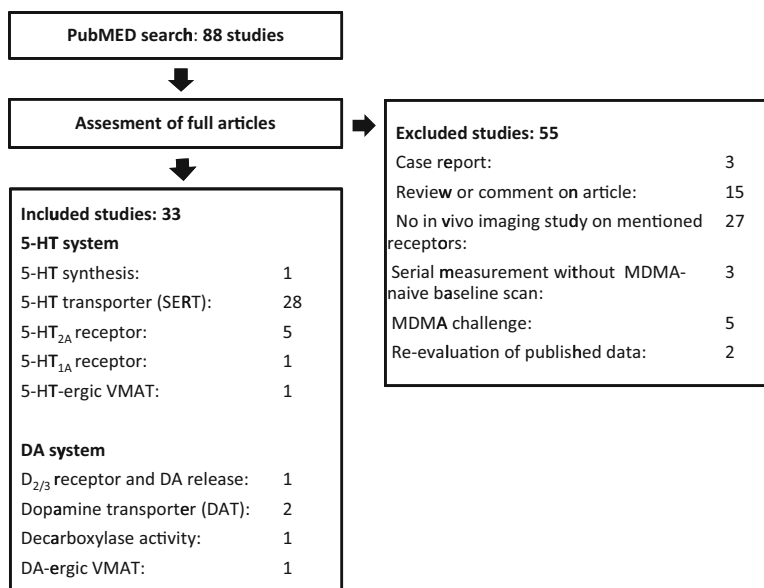 PubMED search: 88 studies
Assesment of full articles
Excluded studies: 55
Case report: 3
Review or comment on article: 15
No in vivo imaging study on mentioned 27
receptors:
Serial measurement without MDMA- 3
naive baseline scan:
MDMA challenge: 5
Re-evaluation of published data: 2
Included studies: 33
5-HT system
5-HT synthesis: 1
5-HT transporter (SERT): 28
5-HT2A receptor: 5
5-HT1A receptor: 1
5-HT-ergic VMAT: 1
DA system
D2/3 receptor and DA release: 1
Dopamine transporter (DAT): 2
Decarboxylase activity: 1
DA-ergic VMAT: 1